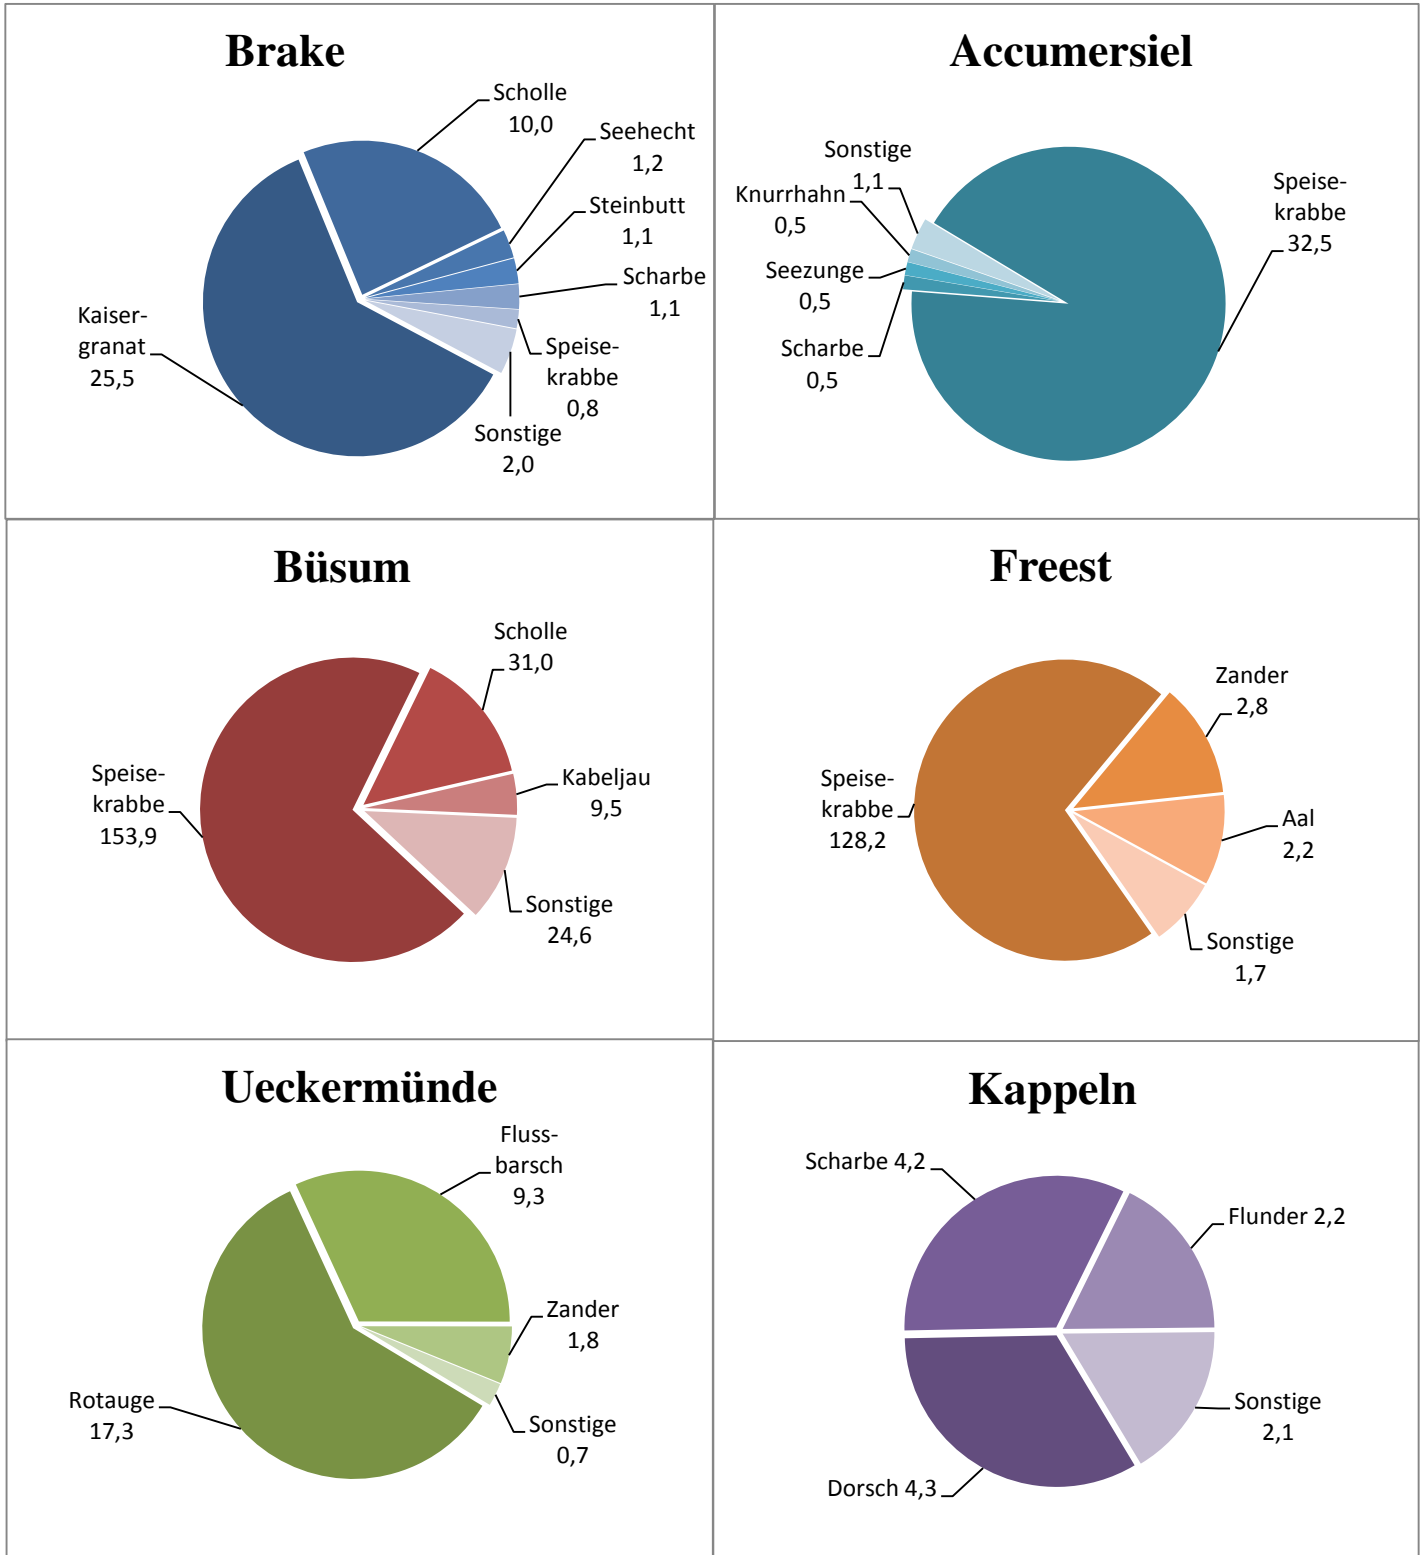 Brake
Scholle
10,0
Seehecht
1,2
Steinbutt
1,1
Scharbe
1,1
Speise-
krabbe
0,8
Sonstige
2,0
Kaiser-
granat
25,5
Accumersiel
Sonstige
1,1
Knurrhahn
0,5
Seezunge
0,5
Scharbe
0,5
Speise-
krabbe
32,5
Büsum
Scholle
31,0
Kabeljau
9,5
Sonstige
24,6
Speise-
krabbe
153,9
Freest
Zander
2,8
Aal
2,2
Sonstige
1,7
Speise-
krabbe
128,2
Ueckermünde
Fluss-
barsch
9,3
Zander
1,8
Sonstige
0,7
Rotauge
17,3
Kappeln
Scharbe 4,2
Flunder 2,2
Sonstige
2,1
Dorsch 4,3